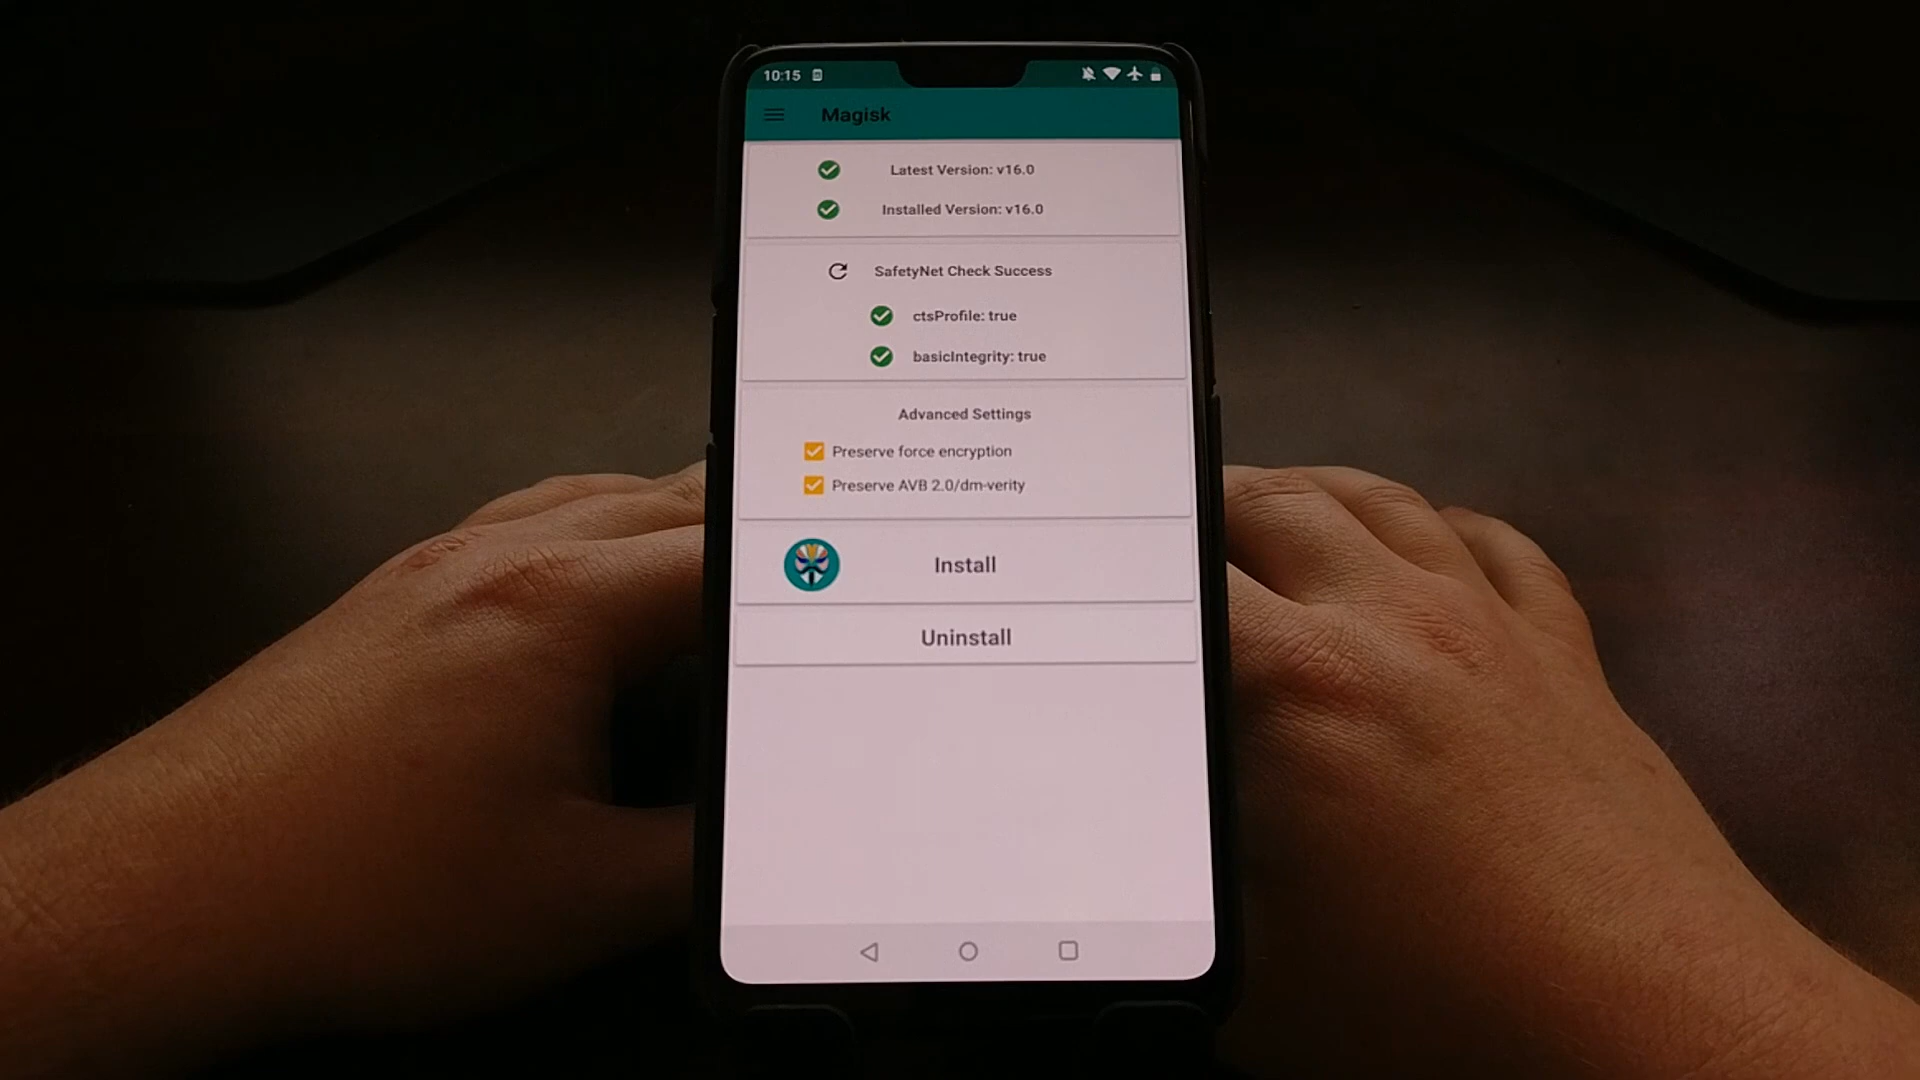 10:15
Magisk
Latest Version: v16.0
Installed Version: v16.0
SafetyNet Check Success
ctsProfile: true
basicIntegrity: true
Advanced Settings
Preserve force encryption
Preserve AVB 2.0/dm-verity
Install
Uninstall